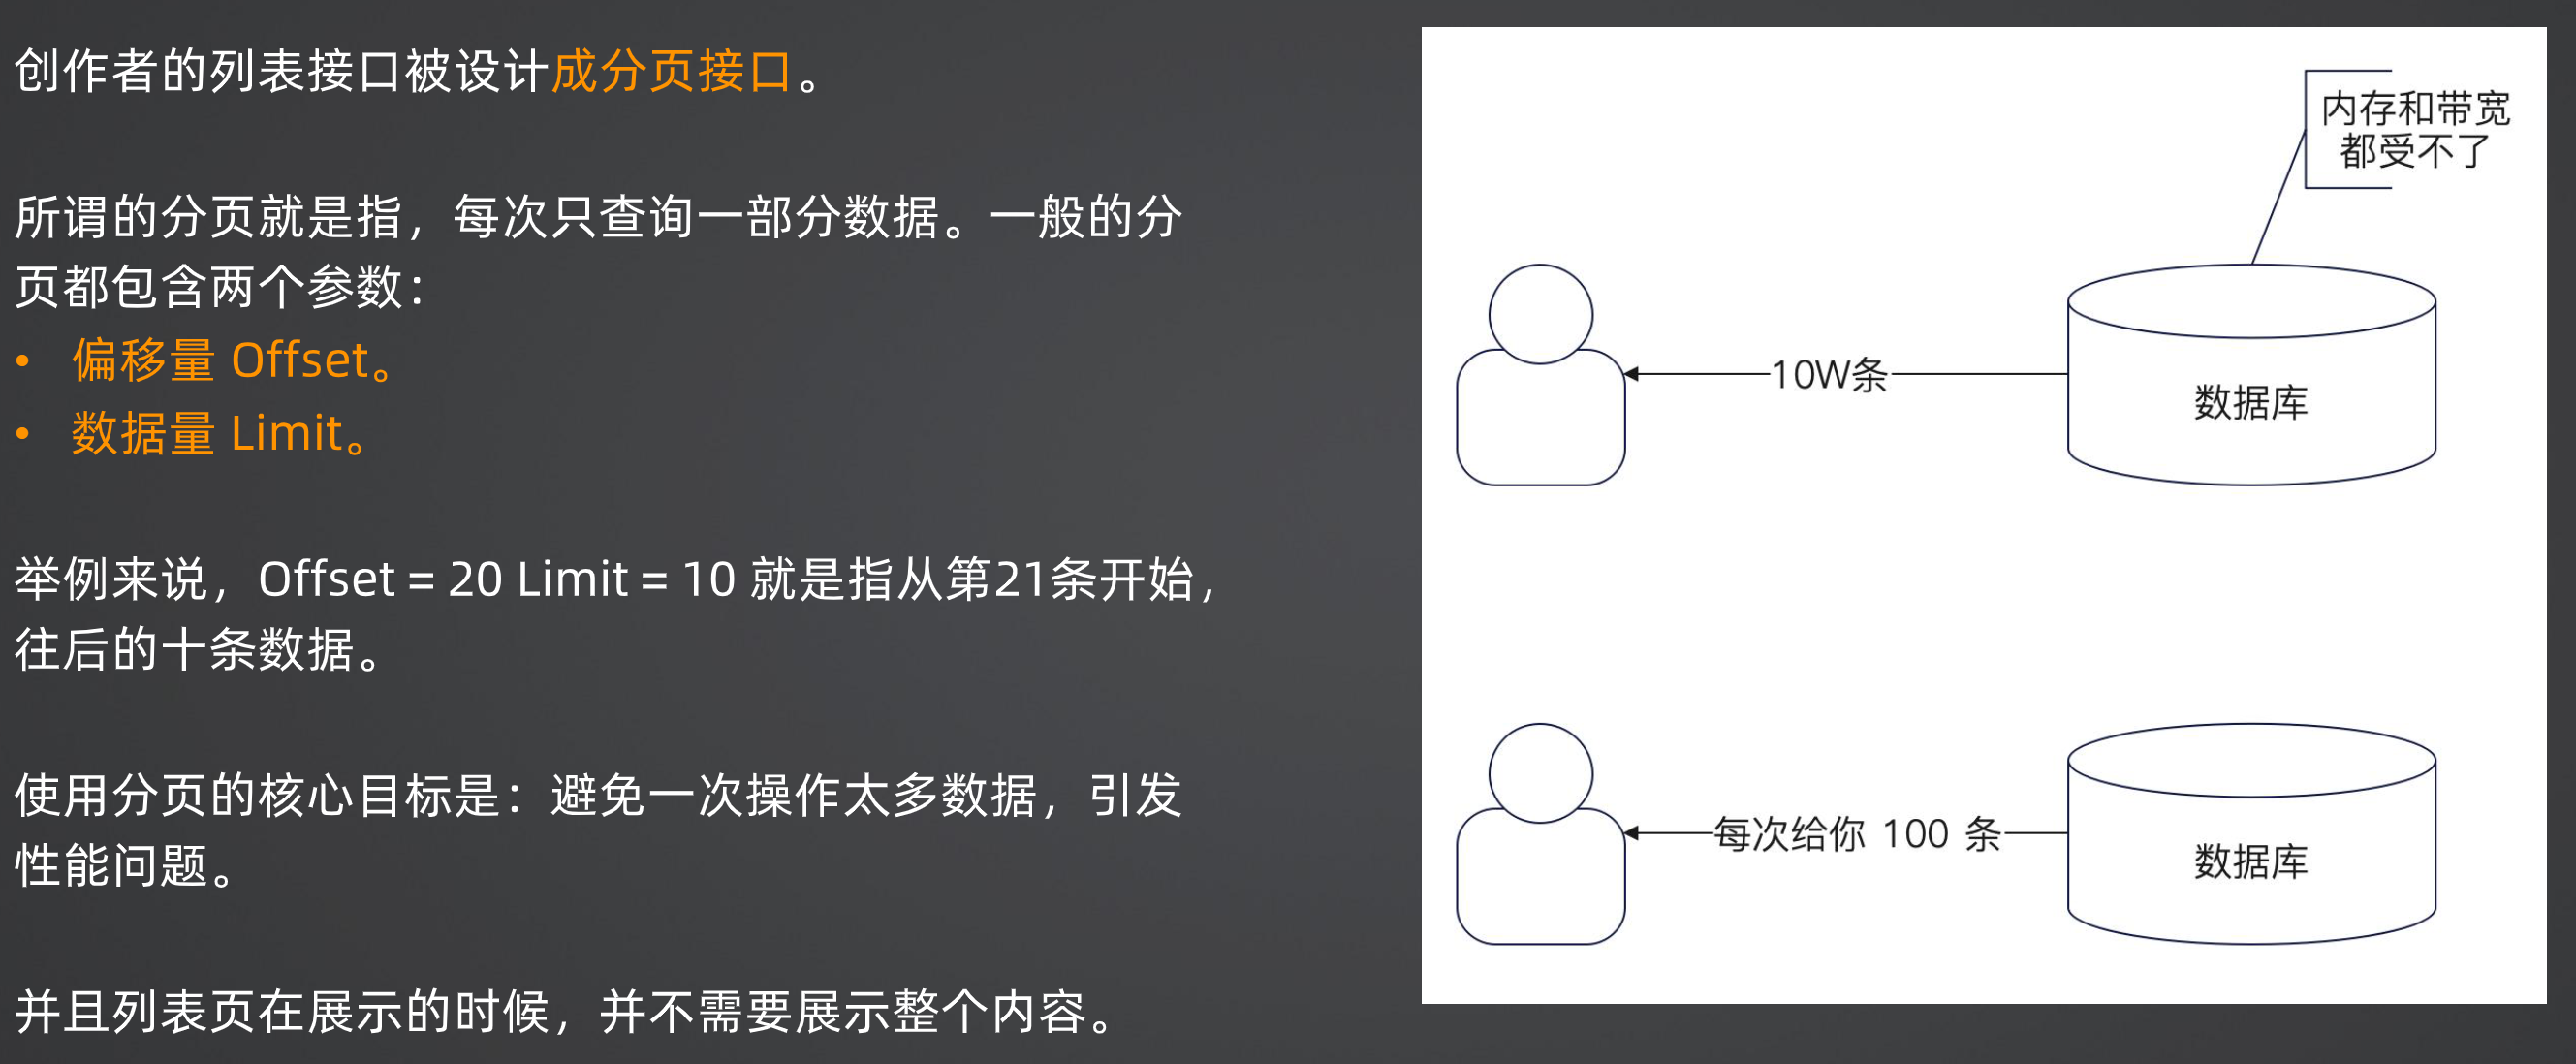 创作者的列表接口被设计成分页接口。
所谓的分页就是指，每次只查询一部分数据。一般的分
页都包含两个参数：
• 偏移量 Offset。
• 数据量 Limit。
举例来说，Offset = 20 Limit = 10 就是指从第21条开始，
往后的十条数据。
使用分页的核心目标是：避免一次操作太多数据，引发
性能问题。
并且列表页在展示的时候，并不需要展示整个内容。
内存和带宽
都受不了
10W条
数据库
每次给你 100 条
数据库